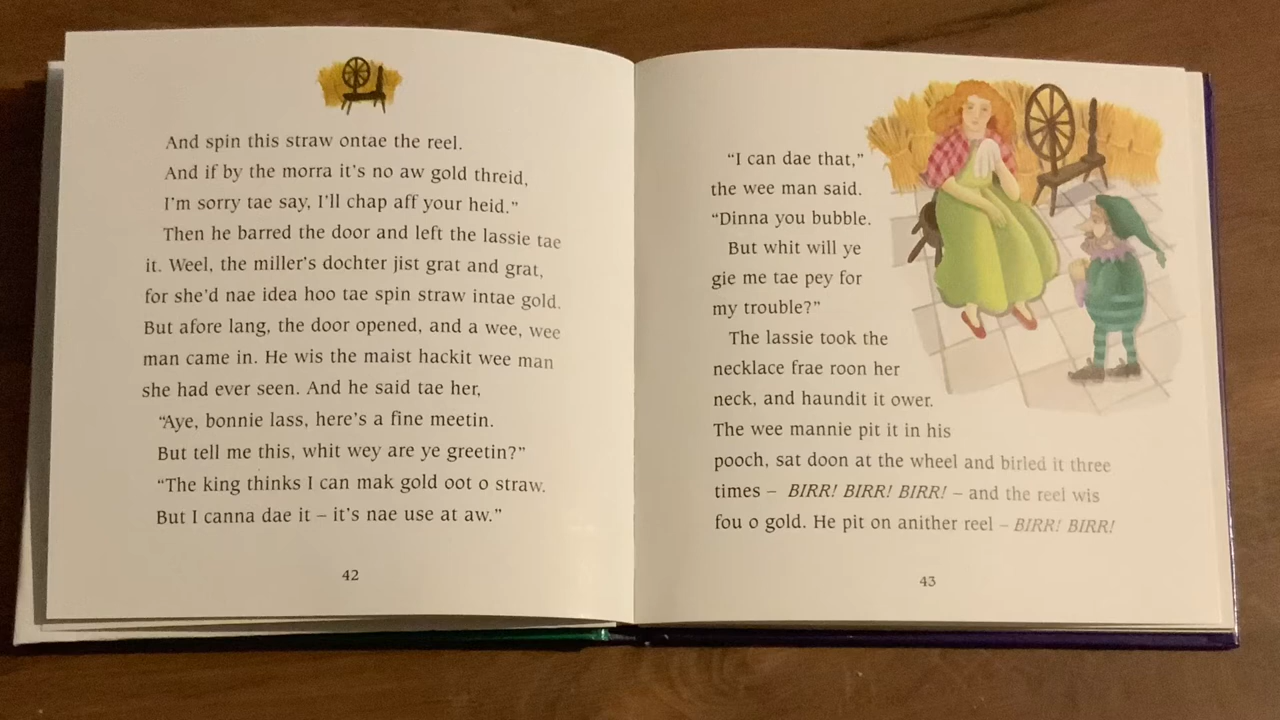 And spin this straw ontae the reel.
And if by the morra it's no aw gold threid,
I'm sorry tae say, I'll chap aff your heid."
Then he barred the door and left the lassie tae
it. Weel, the miller's dochter jist grat and grat,
for she'd nae idea hoo tae spin straw intae gold.
But afore lang, the door opened, and a wee, wee
man came in. He wis the maist hackit wee man
she had ever seen. And he said tae her,
"Aye, bonnie lass, here's a fine meetin.
But tell me this, whit wey are ye greetin?"
"The king thinks I can mak gold oot o straw.
But I canna dae it – it's nae use at aw."
42
"I can dae that,"
the wee man said.
"Dinna you bubble.
But whit will ye
gie me tae pey for
my trouble?"
The lassie took the
necklace frae roon her
neck, and haundit it ower.
The wee mannie pit it in his
pooch, sat doon at the wheel and birled it three
times – BIRR! BIRR! BIRR! – and the reel wis
fou o gold. He pit on anither reel – BIRR! BIRR!
43